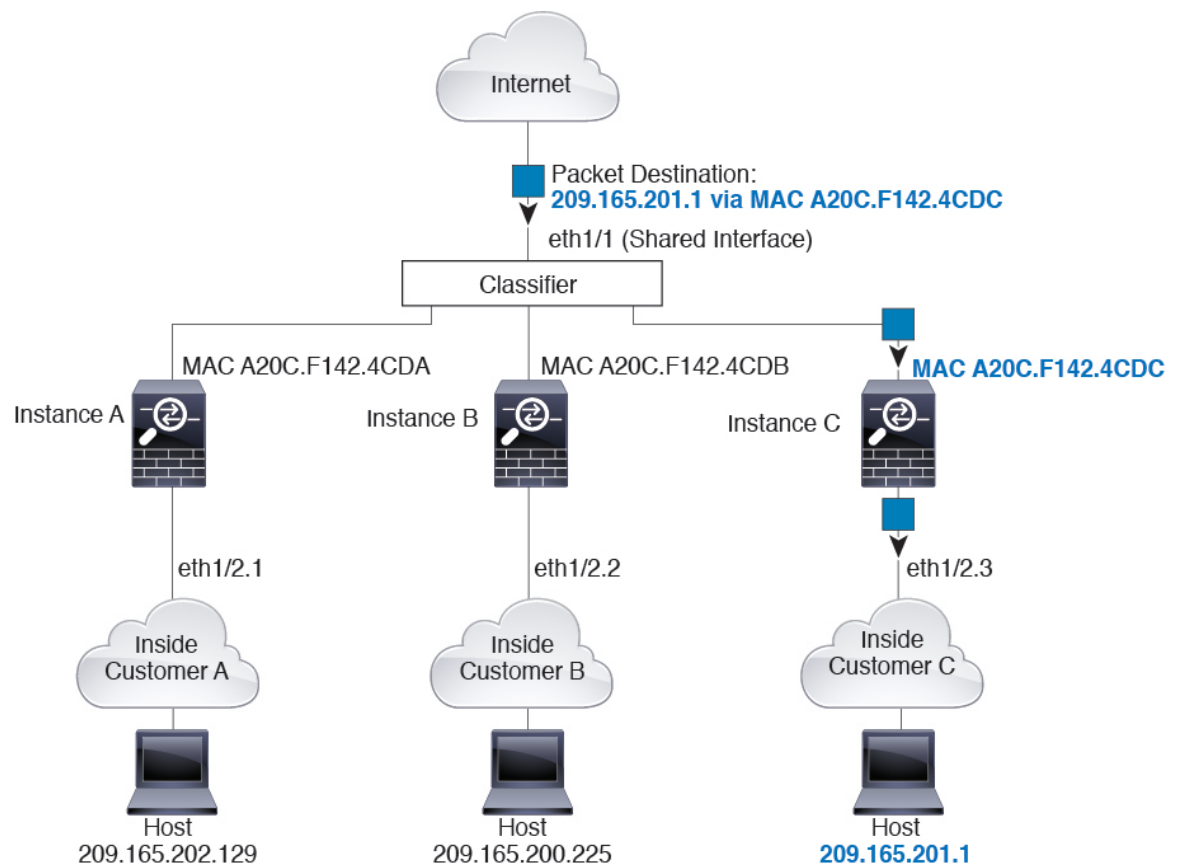 Internet
Packet Destination:
209.165.201.1 via MAC A20C.F142.4CDC
eth1/1 (Shared Interface)
Classifier
MAC A20C.F142.4CDA
MAC A20C.F142.4CDB
MAC A20C.F142.4CDC
Instance A
Instance B
Instance C
eth1/2.1
eth1/2.2
eth1/2.3
Inside
Customer A
Inside
Customer B
Inside
Customer C
Host
209.165.202.129
Host
209.165.200.225
Host
209.165.201.1